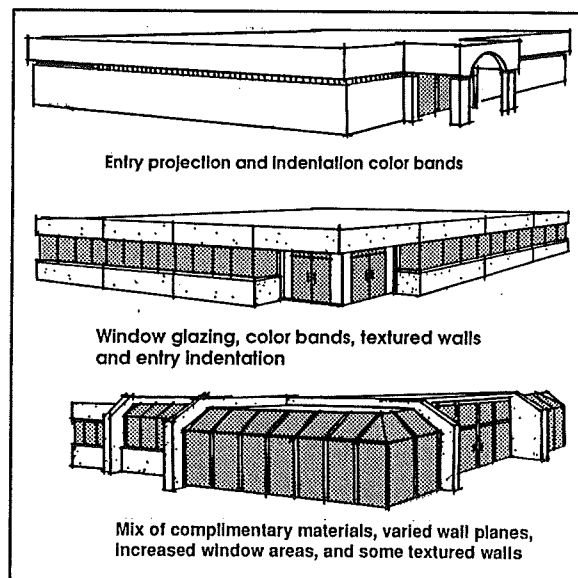 Entry projection and indentation color bands
Window glazing, color bands, textured walls
and entry indentation
Mix of complimentary materials, varied wall planes,
increased window areas, and some textured walls